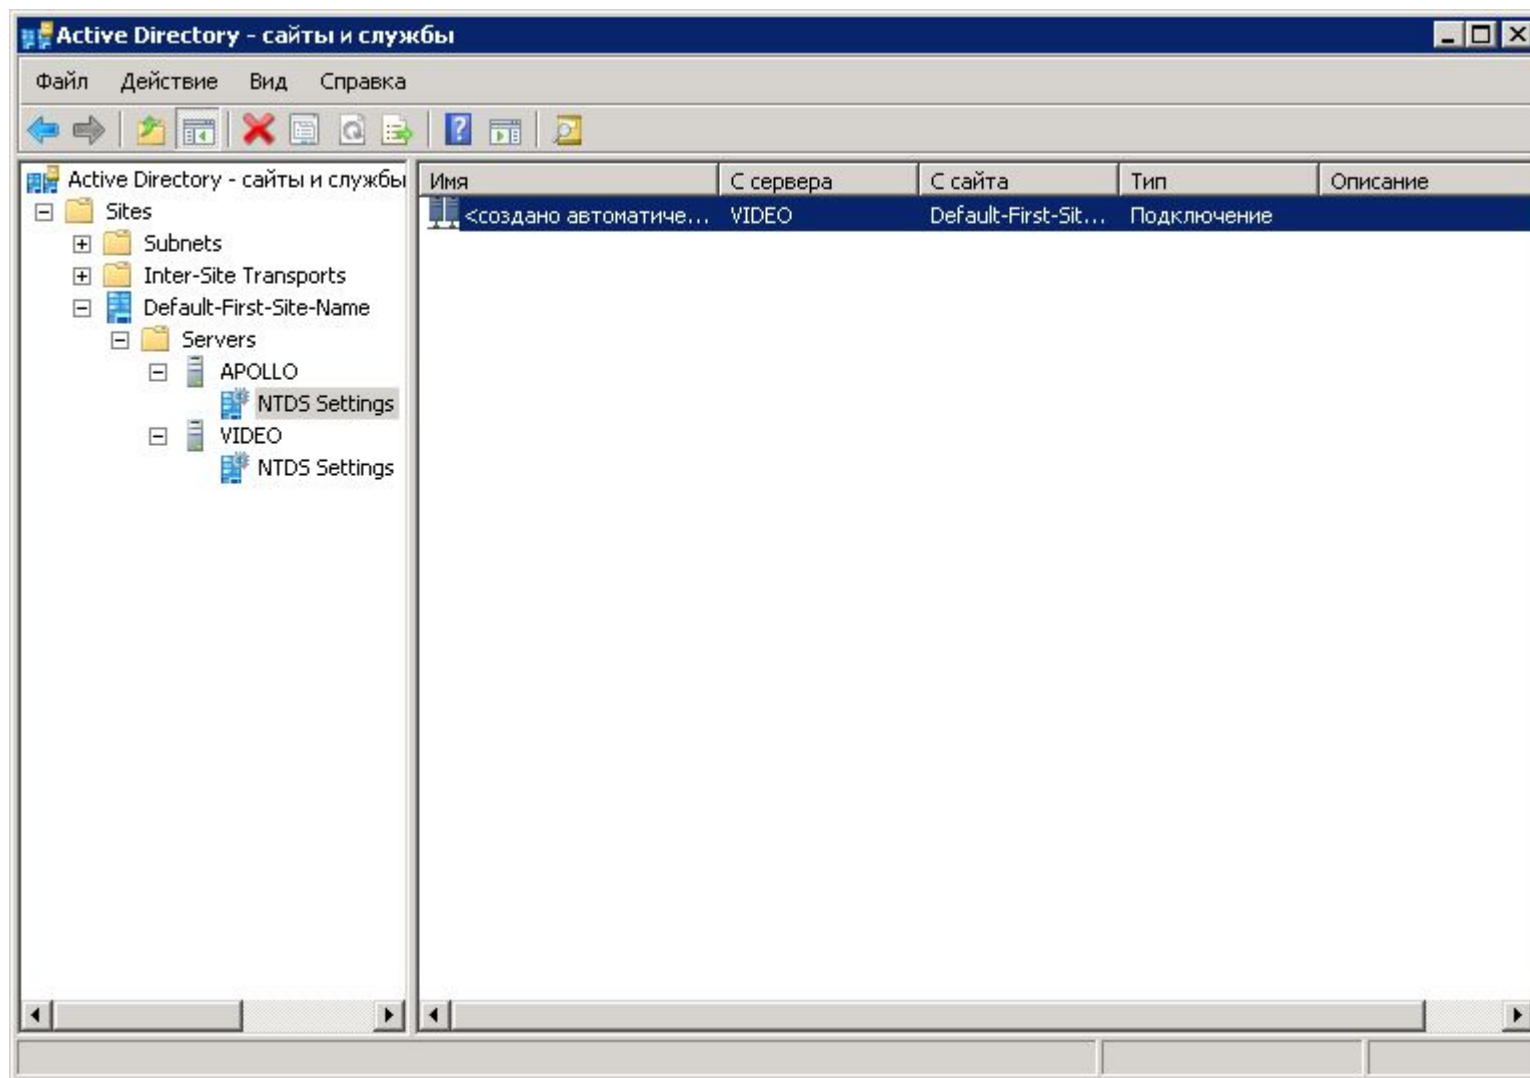 Active Directory - сайты и службы
Файл Действие Вид Справка
Active Directory - сайты и службы
Sites
Subnets
Inter-Site Transports
Default-First-Site-Name
Servers
APOLLO
NTDS Settings
VIDEO
NTDS Settings
Имя С сервера С сайта Тип Описание
<создано автоматиче... VIDEO Default-First-Sit... Подключение